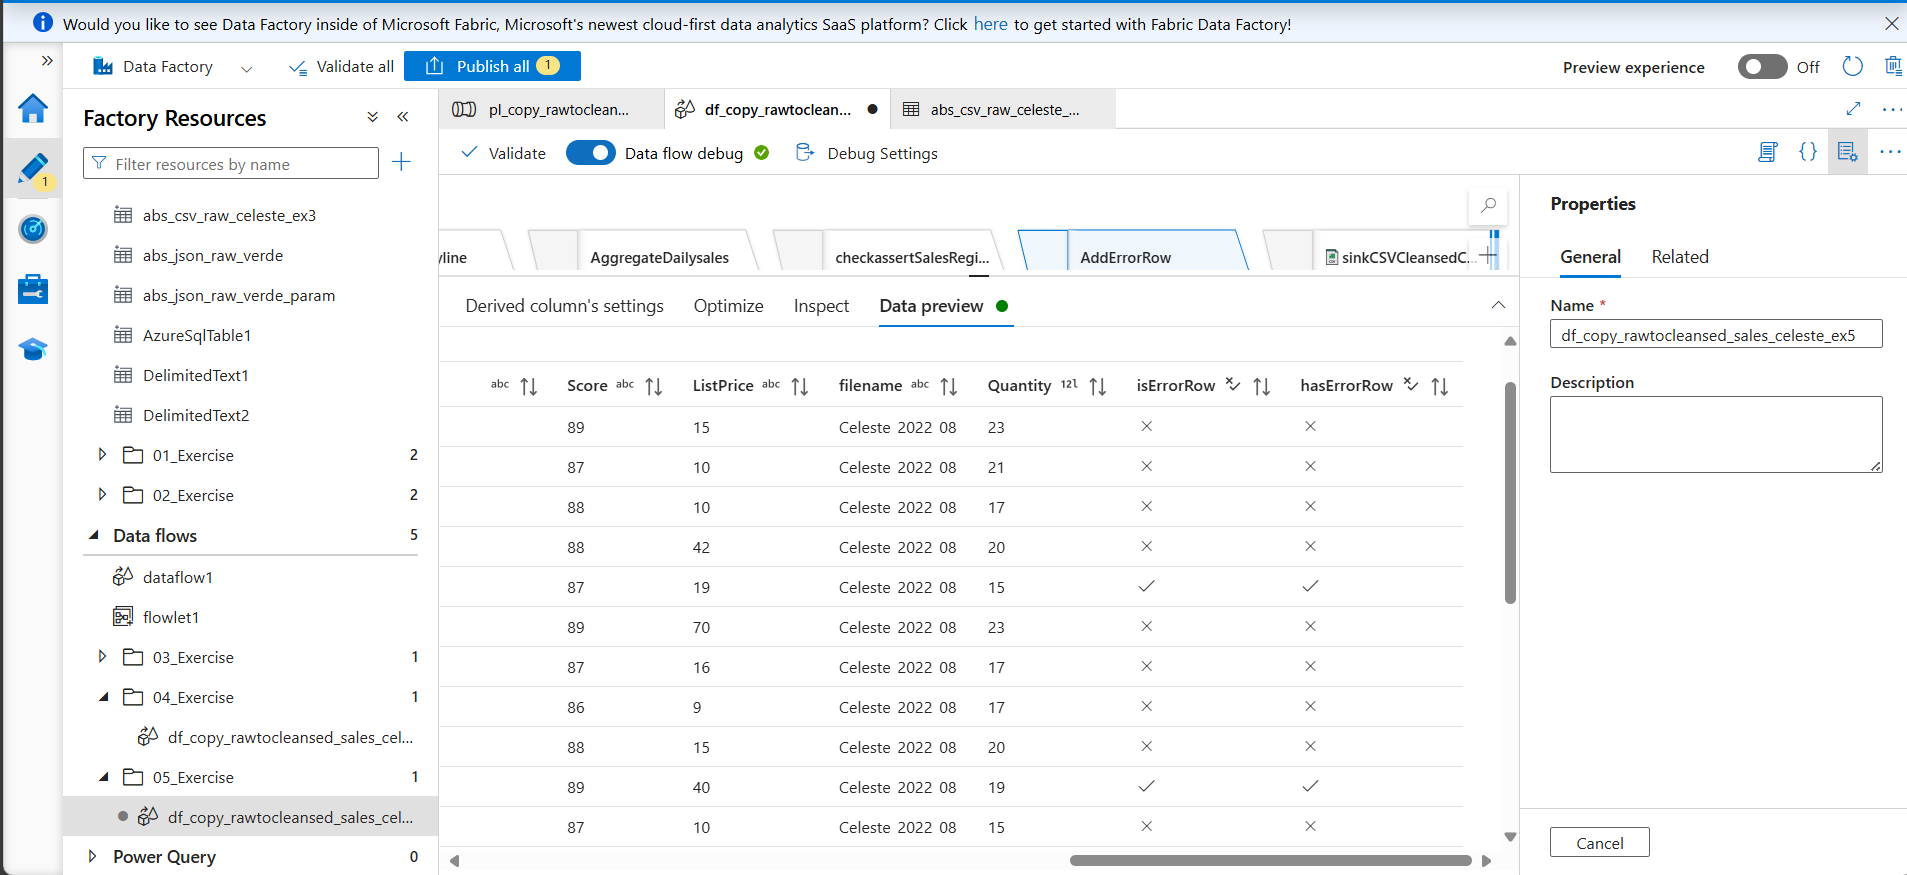 Would you like to see Data Factory inside of Microsoft Fabric, Microsoft's newest cloud-first data analytics SaaS platform? Click here to get started with Fabric Data Factory!
Data Factory
Validate all
Publish all 1
Preview experience Off
1
Factory Resources
Filter resources by name
abs_csv_raw_celeste_ex3
abs_json_raw_verde
abs_json_raw_verde_param
AzureSqlTable1
DelimitedText1
DelimitedText2
01_Exercise 2
02_Exercise 2
Data flows 5
dataflow1
flowlet1
03_Exercise 1
04_Exercise 1
df_copy_rawtocleansed_sales_cel...
05_Exercise 1
df_copy_rawtocleansed_sales_cel...
Power Query 0
pl_copy_rawtoclean...
df_copy_rawtoclean...
abs_csv_raw_celeste_...
Validate
Data flow debug
Debug Settings
yline
AggregateDailysales
checkassertSalesRegi...
AddErrorRow
sinkCSVCleansedC...
Derived column's settings Optimize Inspect Data preview
abc Score abc ListPrice abc filename abc Quantity 12l isErrorRow hasErrorRow
89 15 Celeste 2022 08 23
87 10 Celeste 2022 08 21
88 10 Celeste 2022 08 17
88 42 Celeste 2022 08 20
87 19 Celeste 2022 08 15
89 70 Celeste 2022 08 23
87 16 Celeste 2022 08 17
86 9 Celeste 2022 08 17
88 15 Celeste 2022 08 20
89 40 Celeste 2022 08 19
87 10 Celeste 2022 08 15
Properties
General Related
Name *
df_copy_rawtocleansed_sales_celeste_ex5
Description
Cancel